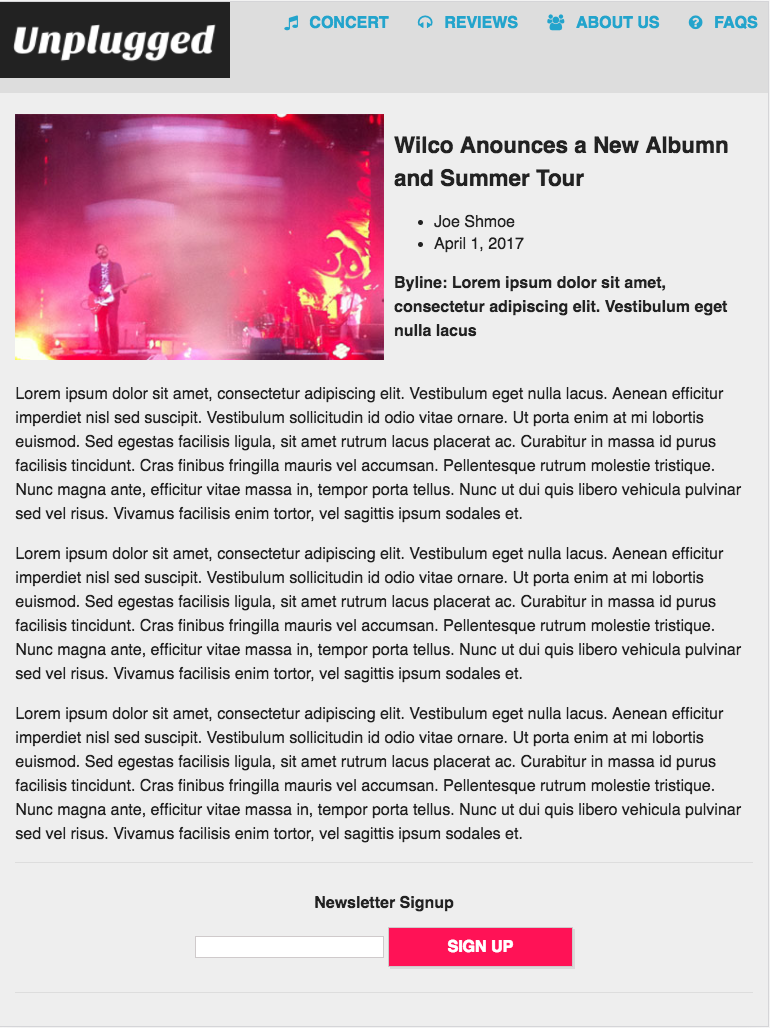 Unplugged
CONCERT REVIEWS ABOUT US FAQS
Wilco Anounces a New Albumn
and Summer Tour
Joe Shmoe
April 1, 2017
Byline: Lorem ipsum dolor sit amet,
consectetur adipiscing elit. Vestibulum eget
nulla lacus
Lorem ipsum dolor sit amet, consectetur adipiscing elit. Vestibulum eget nulla lacus. Aenean efficitur
imperdiet nisl sed suscipit. Vestibulum sollicitudin id odio vitae ornare. Ut porta enim at mi lobortis
euismod. Sed egestas facilisis ligula, sit amet rutrum lacus placerat ac. Curabitur in massa id purus
facilisis tincidunt. Cras finibus fringilla mauris vel accumsan. Pellentesque rutrum molestie tristique.
Nunc magna ante, efficitur vitae massa in, tempor porta tellus. Nunc ut dui quis libero vehicula pulvinar
sed vel risus. Vivamus facilisis enim tortor, vel sagittis ipsum sodales et.
Lorem ipsum dolor sit amet, consectetur adipiscing elit. Vestibulum eget nulla lacus. Aenean efficitur
imperdiet nisl sed suscipit. Vestibulum sollicitudin id odio vitae ornare. Ut porta enim at mi lobortis
euismod. Sed egestas facilisis ligula, sit amet rutrum lacus placerat ac. Curabitur in massa id purus
facilisis tincidunt. Cras finibus fringilla mauris vel accumsan. Pellentesque rutrum molestie tristique.
Nunc magna ante, efficitur vitae massa in, tempor porta tellus. Nunc ut dui quis libero vehicula pulvinar
sed vel risus. Vivamus facilisis enim tortor, vel sagittis ipsum sodales et.
Lorem ipsum dolor sit amet, consectetur adipiscing elit. Vestibulum eget nulla lacus. Aenean efficitur
imperdiet nisl sed suscipit. Vestibulum sollicitudin id odio vitae ornare. Ut porta enim at mi lobortis
euismod. Sed egestas facilisis ligula, sit amet rutrum lacus placerat ac. Curabitur in massa id purus
facilisis tincidunt. Cras finibus fringilla mauris vel accumsan. Pellentesque rutrum molestie tristique.
Nunc magna ante, efficitur vitae massa in, tempor porta tellus. Nunc ut dui quis libero vehicula pulvinar
sed vel risus. Vivamus facilisis enim tortor, vel sagittis ipsum sodales et.
Newsletter Signup
SIGN UP